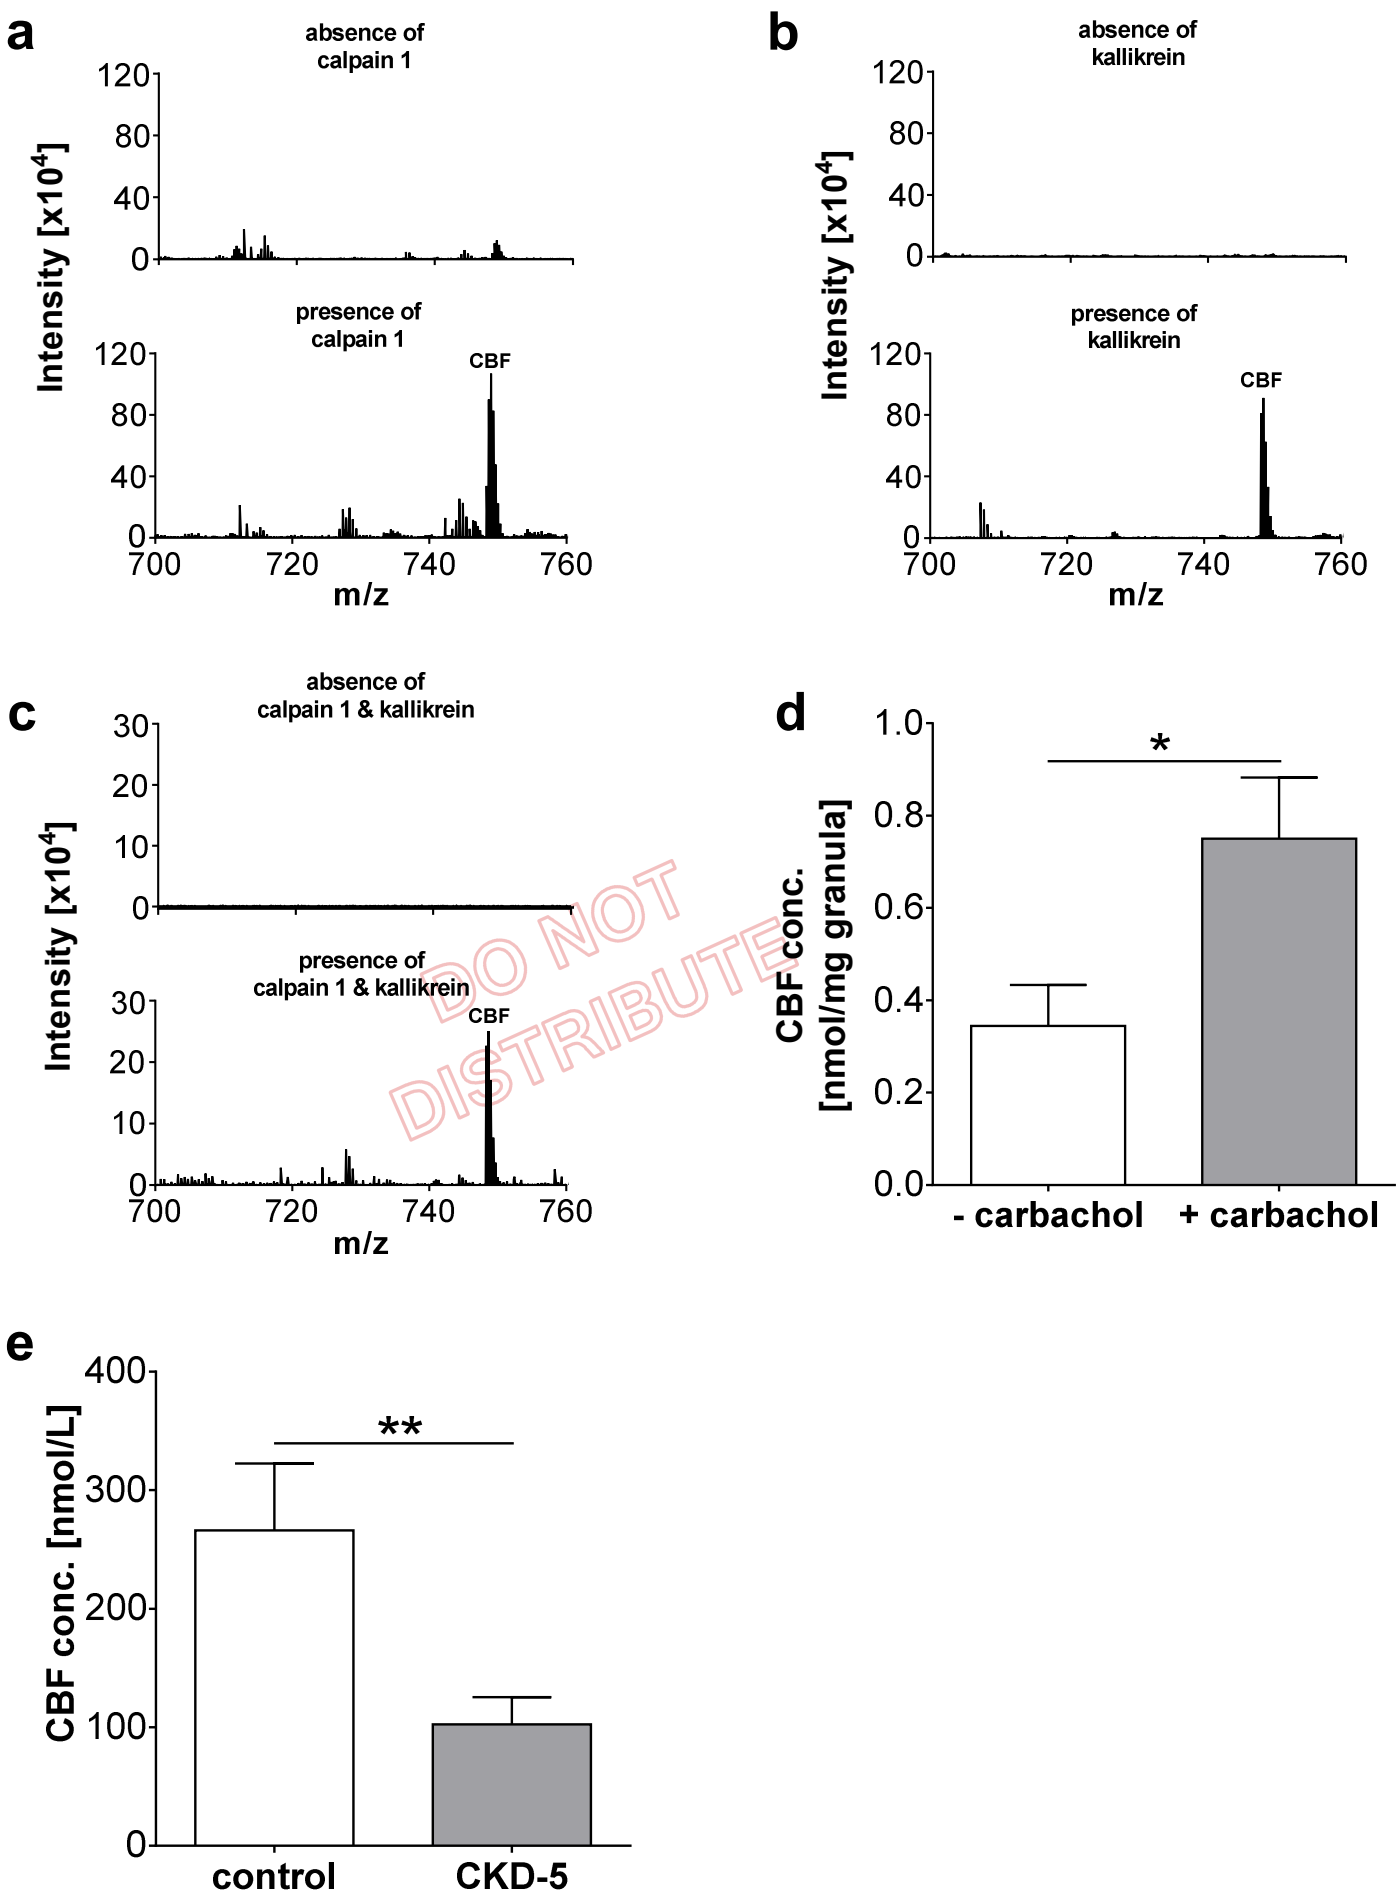 a
absence of
calpain 1
120
80
40
0
Intensity [x10⁴]
presence of
calpain 1
120
80
40
0
CBF
700 720 740 760
m/z
b
absence of
kallikrein
120
80
40
0
Intensity [x10⁴]
presence of
kallikrein
120
80
40
0
CBF
700 720 740 760
m/z
c
absence of
calpain 1 & kallikrein
30
20
10
0
Intensity [x10⁴]
presence of
calpain 1 & kallikrein
30
20
10
0
CBF
700 720 740 760
m/z
DO NOT
DISTRIBUTE
d
1.0
0.8
0.6
0.4
0.2
0.0
CBF conc.
[nmol/mg granula]
*
- carbachol + carbachol
e
400
300
200
100
0
CBF conc. [nmol/L]
**
control CKD-5